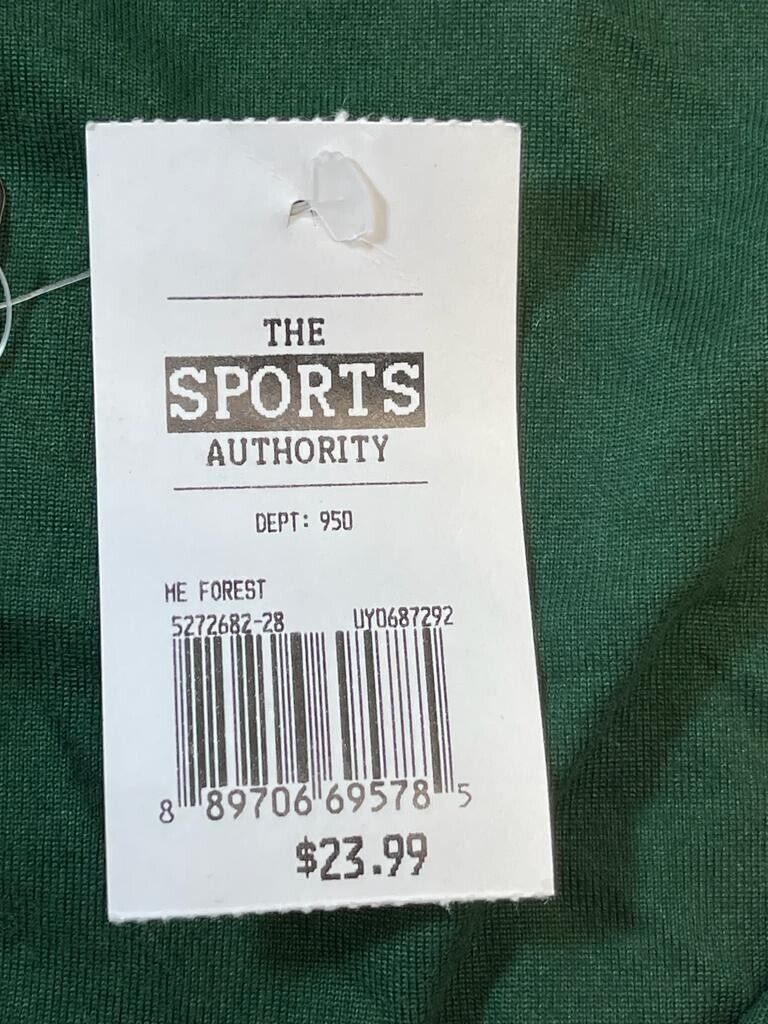 THE
SPORTS
AUTHORITY
DEPT: 950
ME FOREST
5272682-28 UY0687292
8 89706 69578 5
$23.99